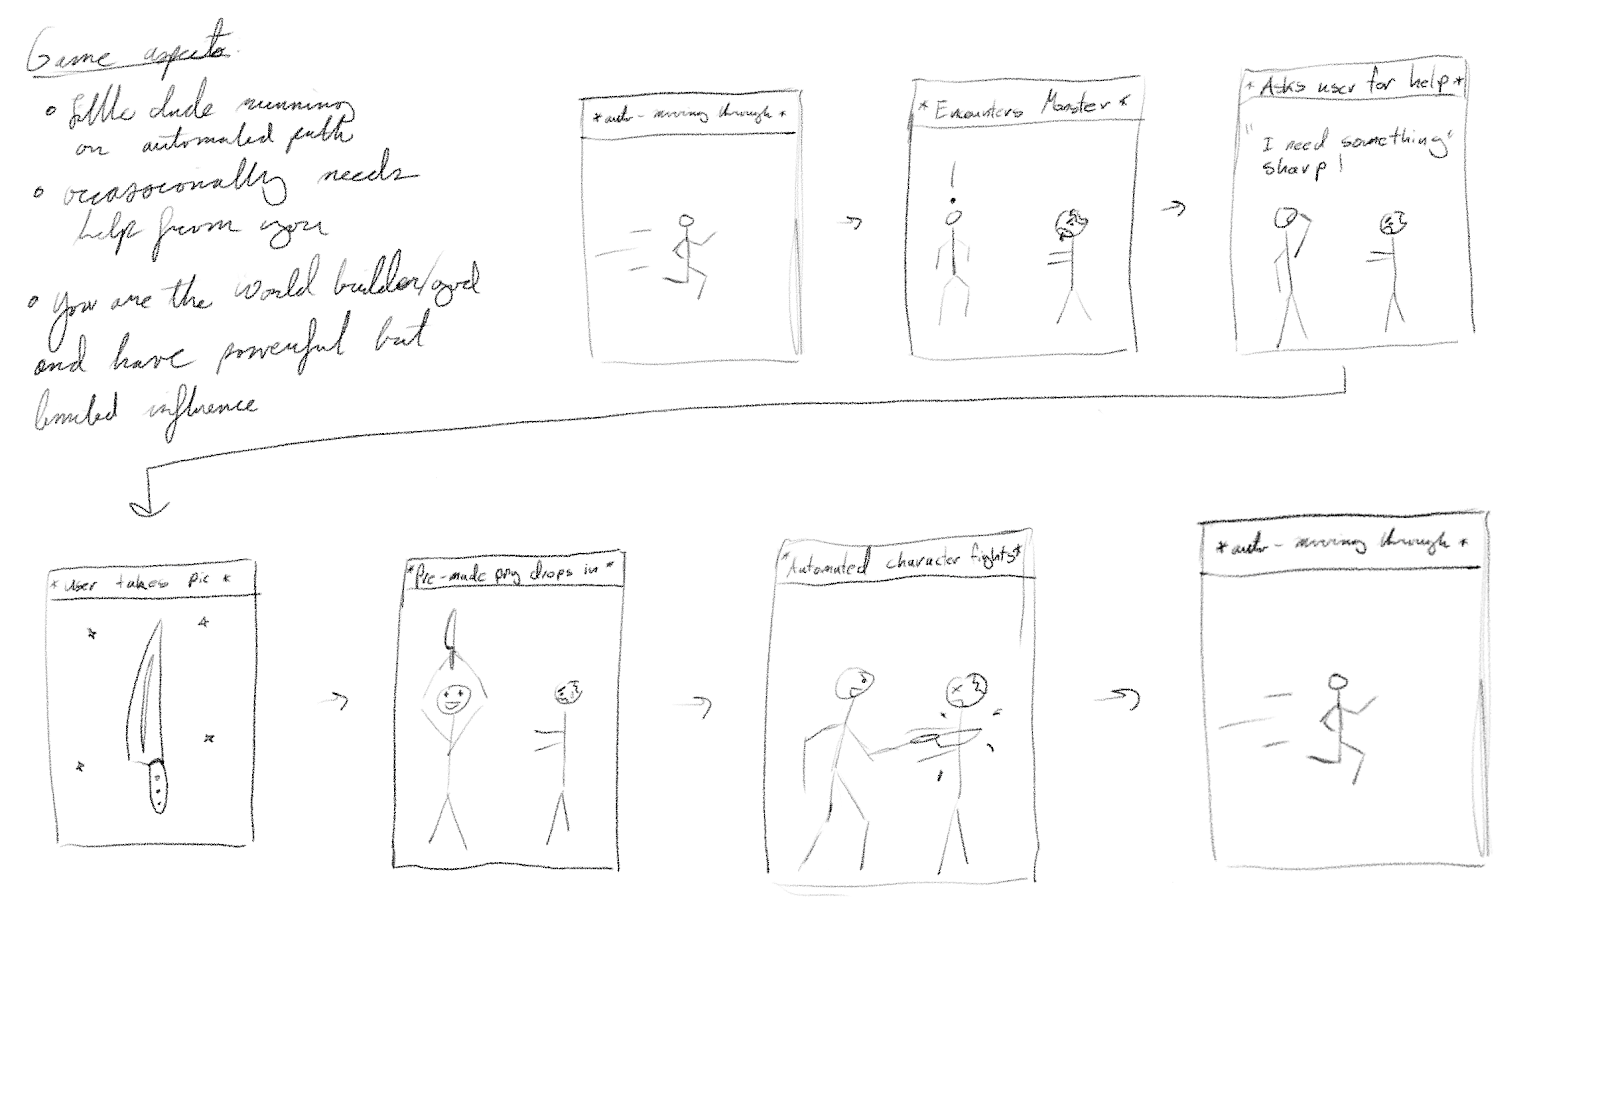 Game aspects
• little dude running
on automated path
• occasionally needs
help from you
• You are the world builder/god
and have powerful but
limited influence
*auto-moving through*
*Encounters Monster*
!
*Asks user for help*
"I need something
sharp!"
*User takes pic*
*Pre-made png drops in*
*Automated character fights*
*auto-moving through*